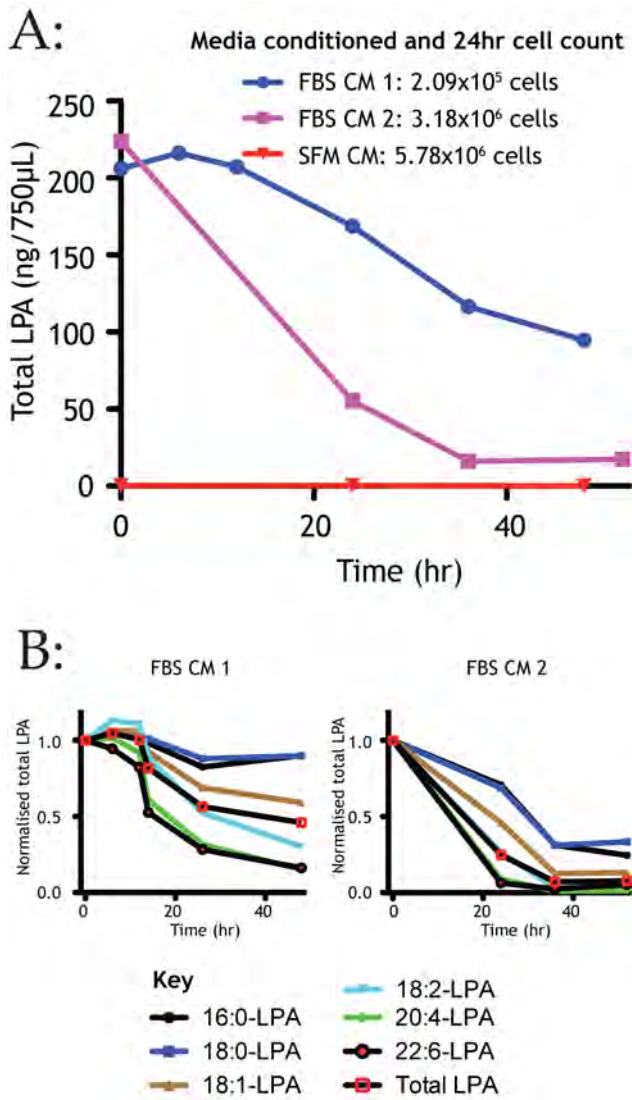 A:
Media conditioned and 24hr cell count
FBS CM 1: 2.09x10⁵ cells
FBS CM 2: 3.18x10⁶ cells
SFM CM: 5.78x10⁶ cells
Total LPA (ng/750µL)
250
200
150
100
50
0
0 20 40
Time (hr)
B:
FBS CM 1
Normalised total LPA
1.0
0.5
0.0
0 20 40
Time (hr)
FBS CM 2
Normalised total LPA
1.0
0.5
0.0
0 20 40
Time (hr)
Key
16:0-LPA
18:0-LPA
18:1-LPA
18:2-LPA
20:4-LPA
22:6-LPA
Total LPA